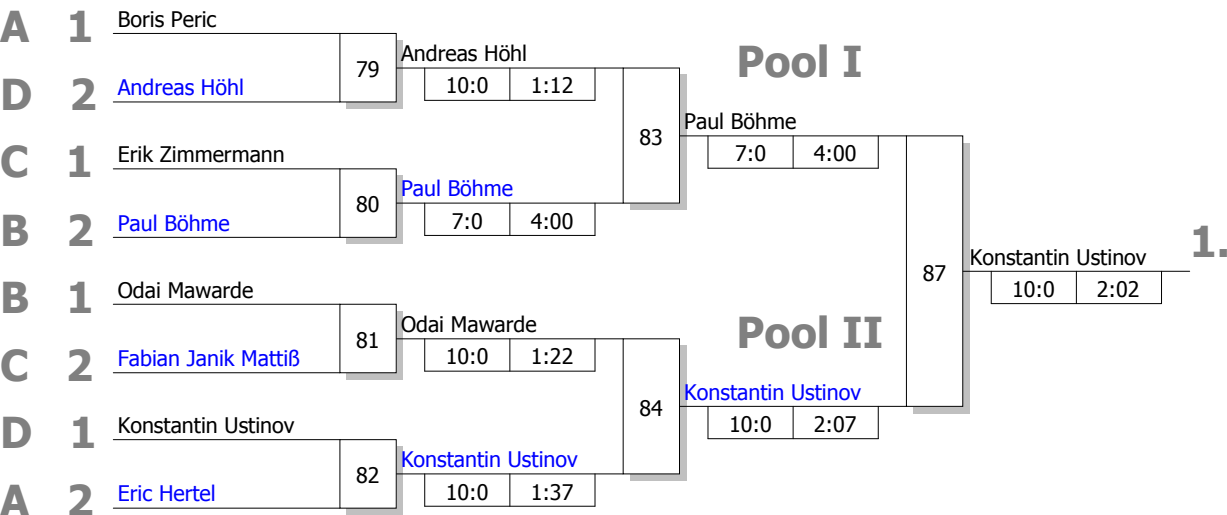 A 1 Boris Peric
79
D 2 Andreas Höhl
Andreas Höhl
10:0 1:12
Pool I
C 1 Erik Zimmermann
80
B 2 Paul Böhme
Paul Böhme
7:0 4:00
83
Paul Böhme
7:0 4:00
B 1 Odai Mawarde
81
C 2 Fabian Janik Mattiß
Odai Mawarde
10:0 1:22
Pool II
D 1 Konstantin Ustinov
82
A 2 Eric Hertel
Konstantin Ustinov
10:0 1:37
84
Konstantin Ustinov
10:0 2:07
87
Konstantin Ustinov
10:0 2:02
1.